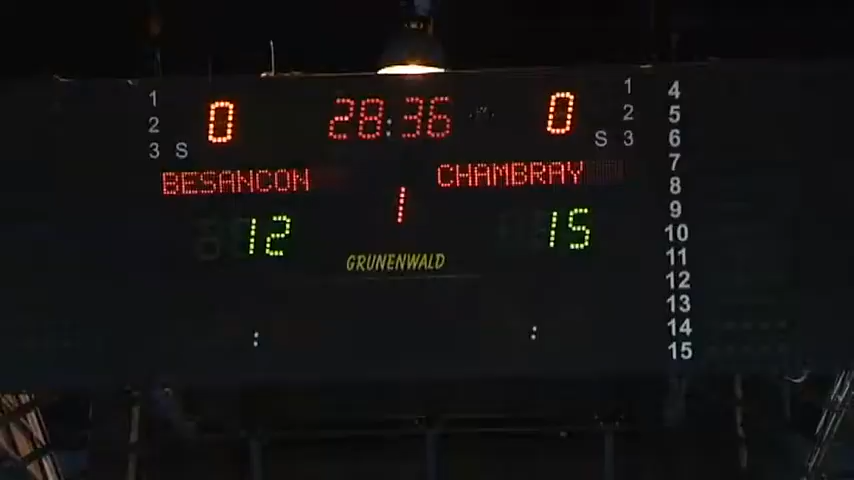 1 0 28:36 0 1 4
2 2 5
3 S S 3 6
BESANCON CHAMBRAY 7
1 8
12 15 9
10
GRUNENWALD 11
12
13
: : 14
15